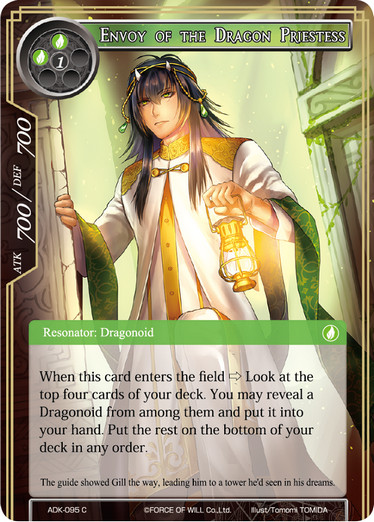 Envoy of the Dragon Priestess
1
ATK 700 / DEF 700
Resonator: Dragonoid
When this card enters the field ⇨ Look at the
top four cards of your deck. You may reveal a
Dragonoid from among them and put it into
your hand. Put the rest on the bottom of your
deck in any order.
The guide showed Gill the way, leading him to a tower he'd seen in his dreams.
ADK-095 C ©FORCE OF WILL Co.,Ltd. Illust/Tomomi TOMIDA